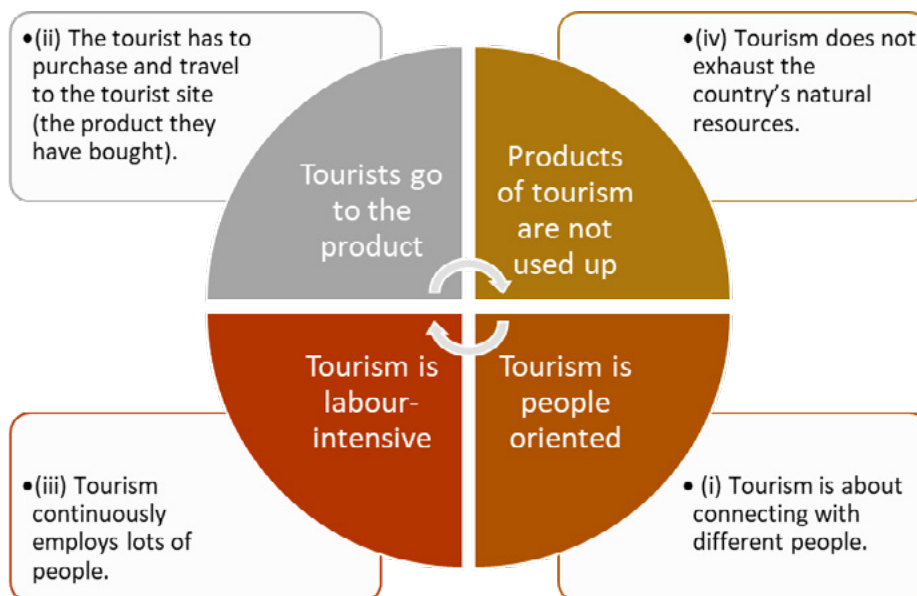 •(ii) The tourist has to
purchase and travel
to the tourist site
(the product they
have bought).
•(iv) Tourism does not
exhaust the
country’s natural
resources.
Tourists go
to the
product
Products
of tourism
are not
used up
Tourism is
labour-
intensive
Tourism is
people
oriented
•(iii) Tourism
continuously
employs lots of
people.
• (i) Tourism is about
connecting with
different people.